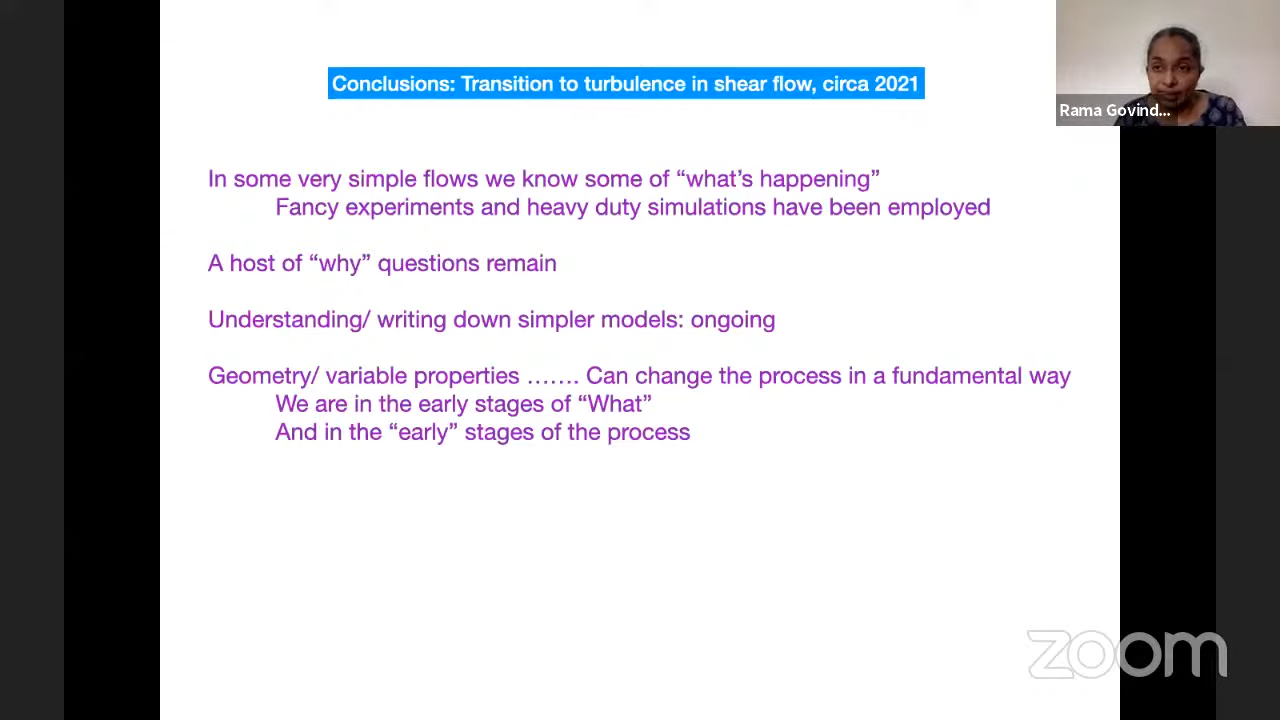 Conclusions: Transition to turbulence in shear flow, circa 2021
Rama Govind...
In some very simple flows we know some of “what’s happening”
Fancy experiments and heavy duty simulations have been employed
A host of “why” questions remain
Understanding/ writing down simpler models: ongoing
Geometry/ variable properties ....... Can change the process in a fundamental way
We are in the early stages of “What”
And in the “early” stages of the process
zoom